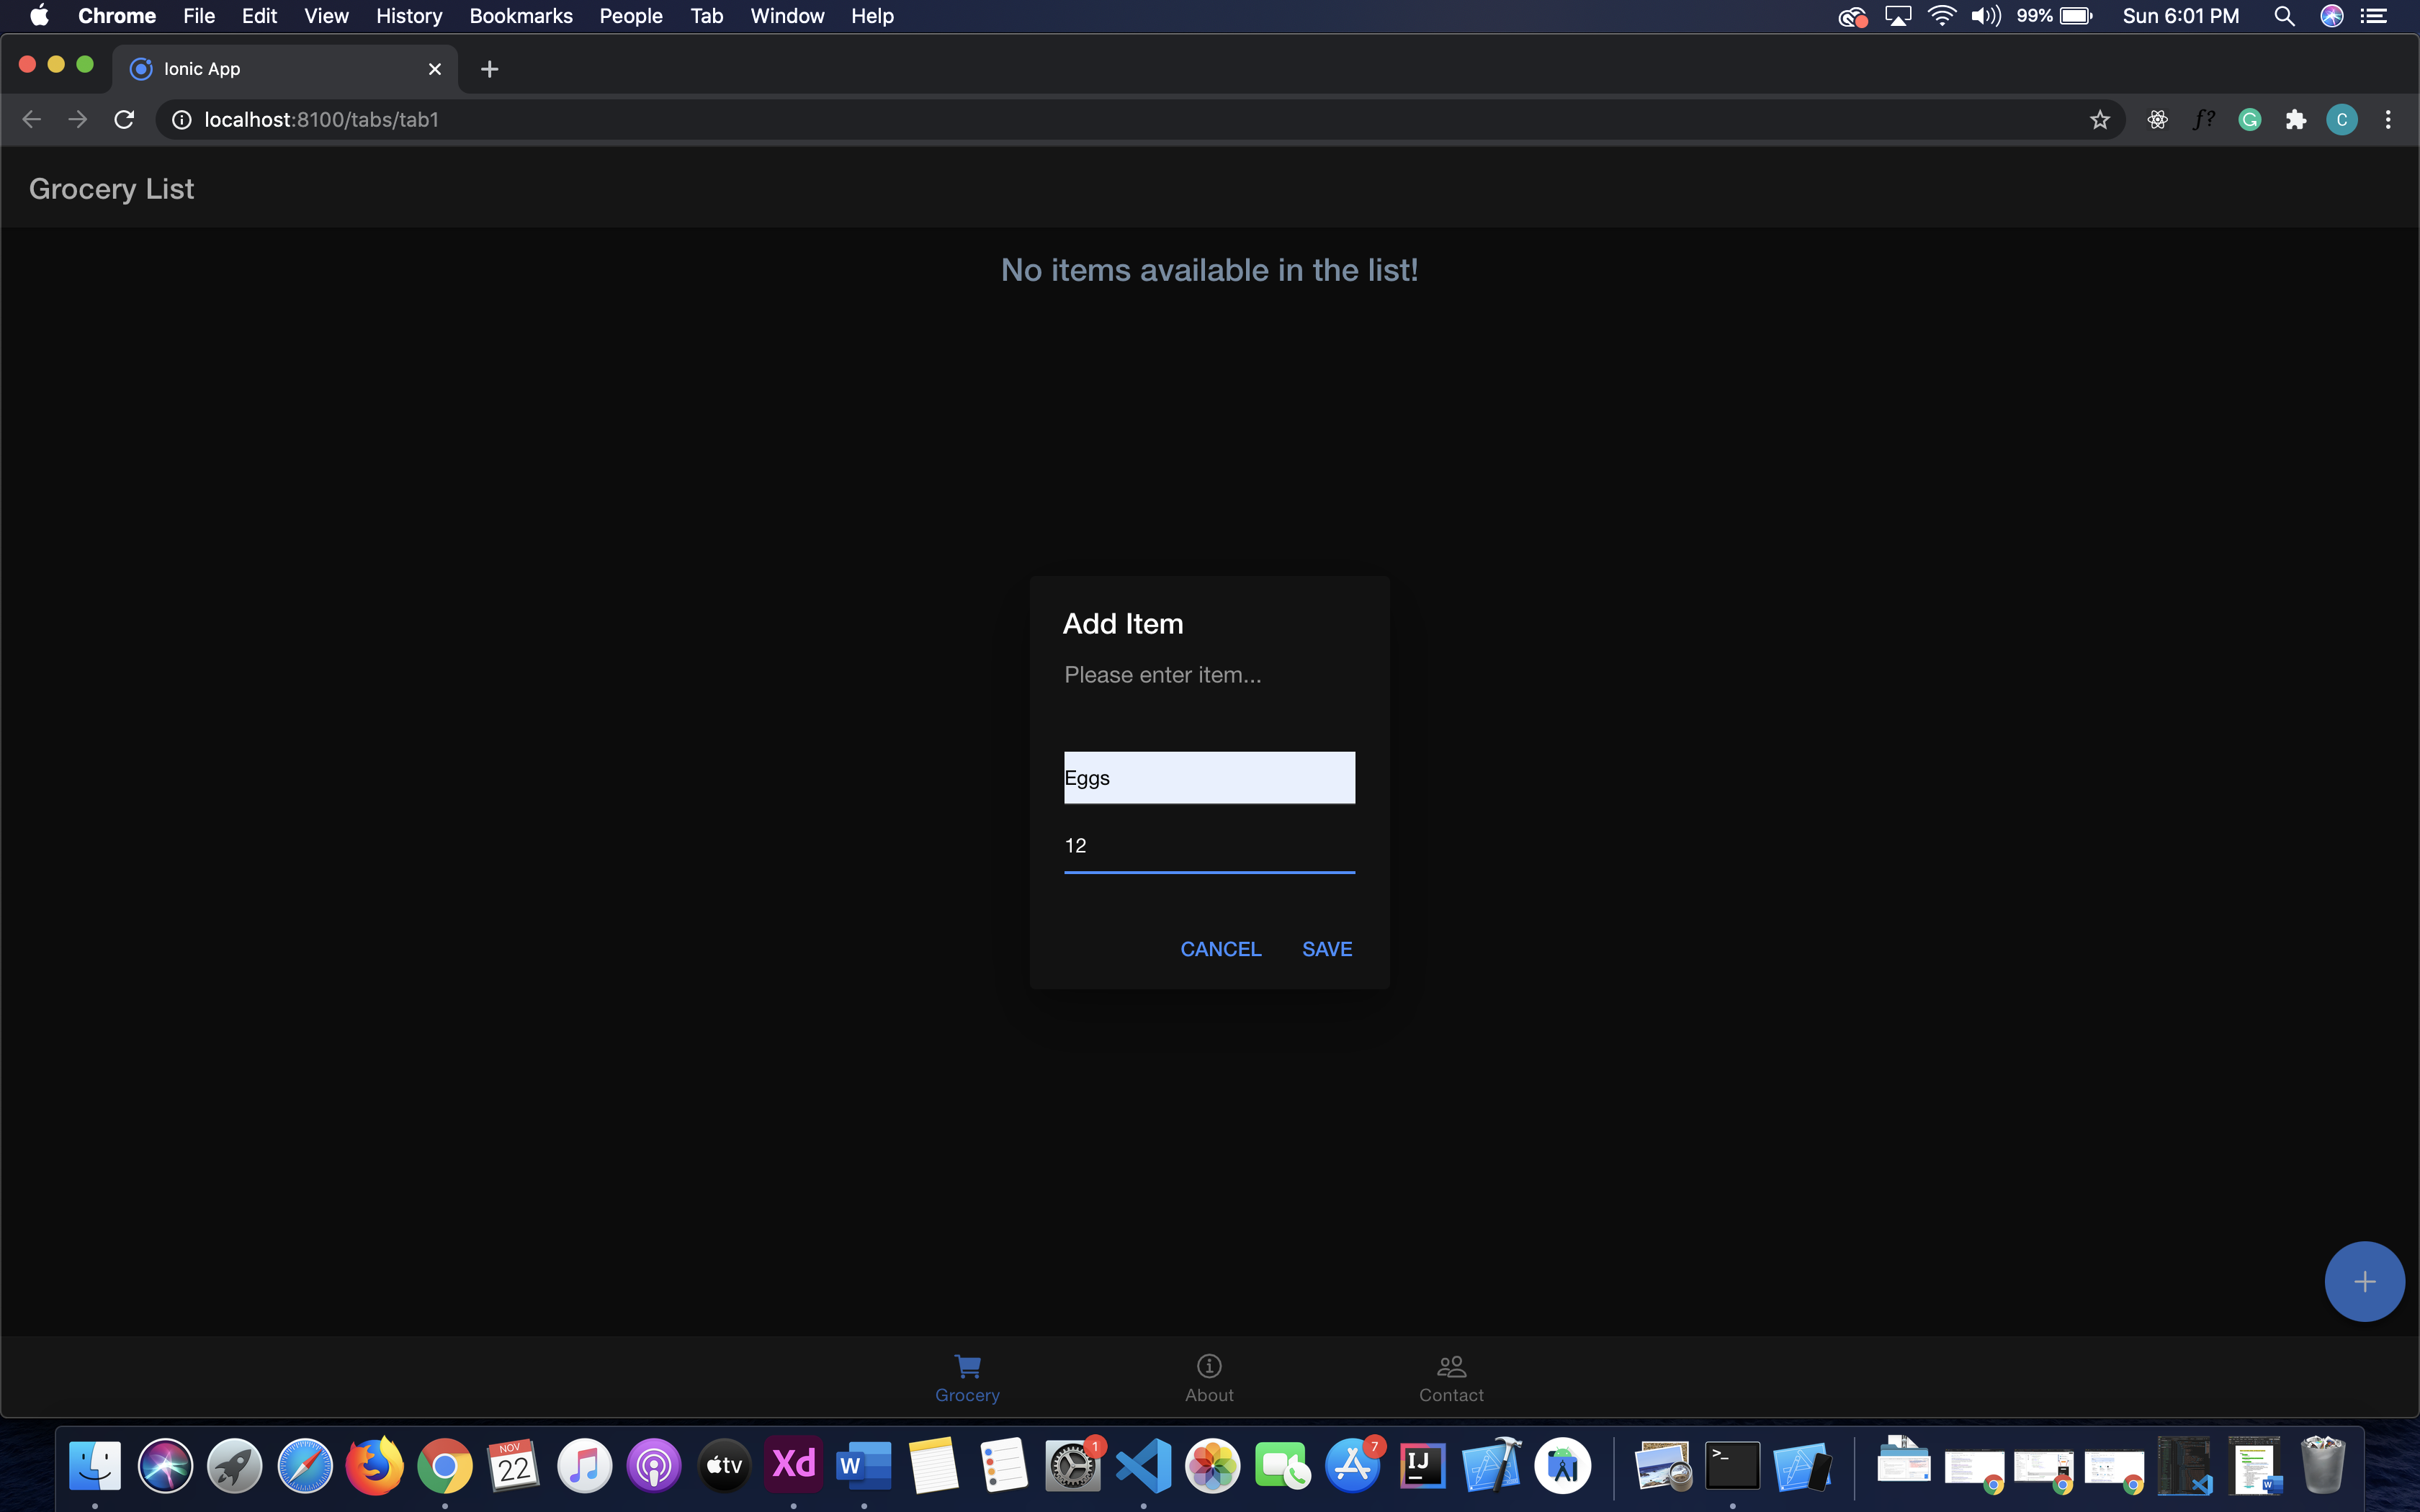 Chrome File Edit View History Bookmarks People Tab Window Help 99% Sun 6:01 PM
Ionic App
localhost:8100/tabs/tab1 f? G C
Grocery List
No items available in the list!
Add Item
Please enter item...
Eggs
12
CANCEL SAVE
Grocery About Contact
NOV
22
tv
Xd
W
1
7
IJ
>_
W